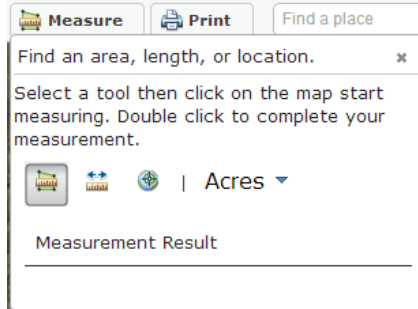 Measure Print Find a place
Find an area, length, or location. ×
Select a tool then click on the map start
measuring. Double click to complete your
measurement.
| Acres
Measurement Result